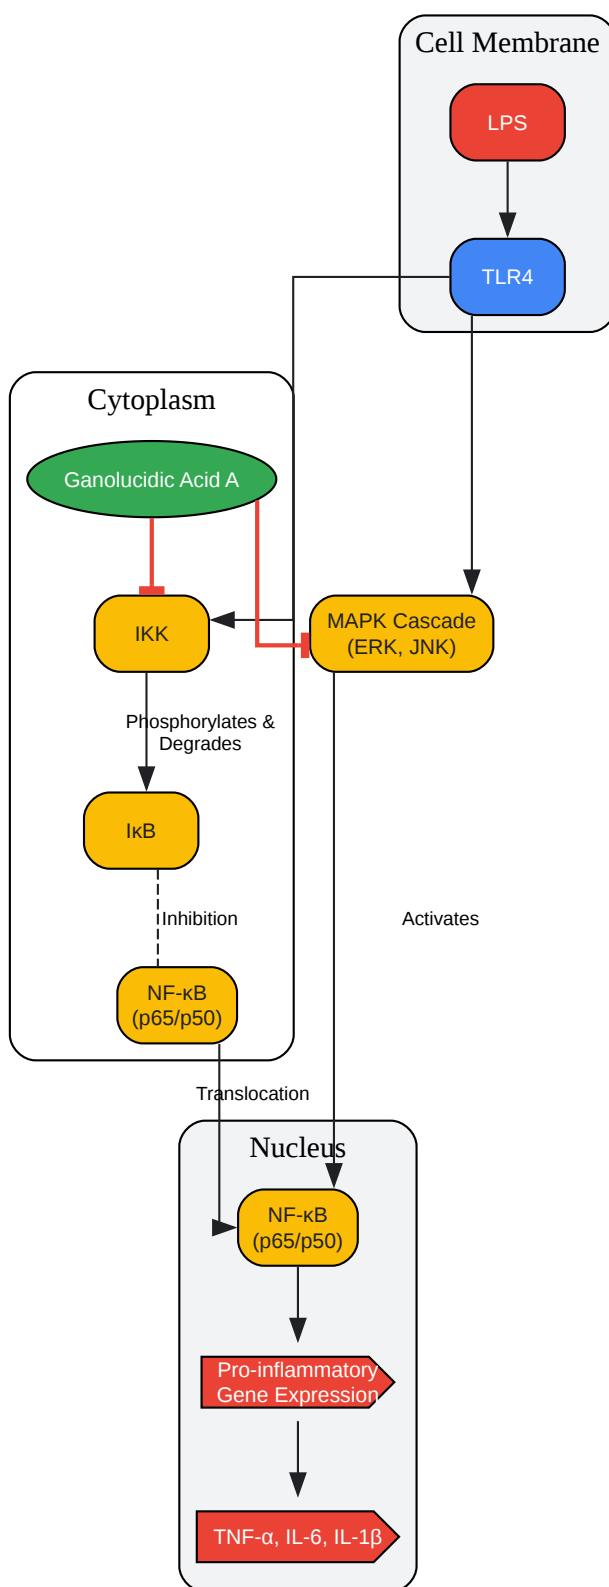 Cell Membrane
LPS
TLR4
Cytoplasm
Ganolucidic Acid A
IKK
MAPK Cascade
(ERK, JNK)
Phosphorylates &
Degrades
IκB
Inhibition
Activates
NF-κB
(p65/p50)
Translocation
Nucleus
NF-κB
(p65/p50)
Pro-inflammatory
Gene Expression
TNF-α, IL-6, IL-1β